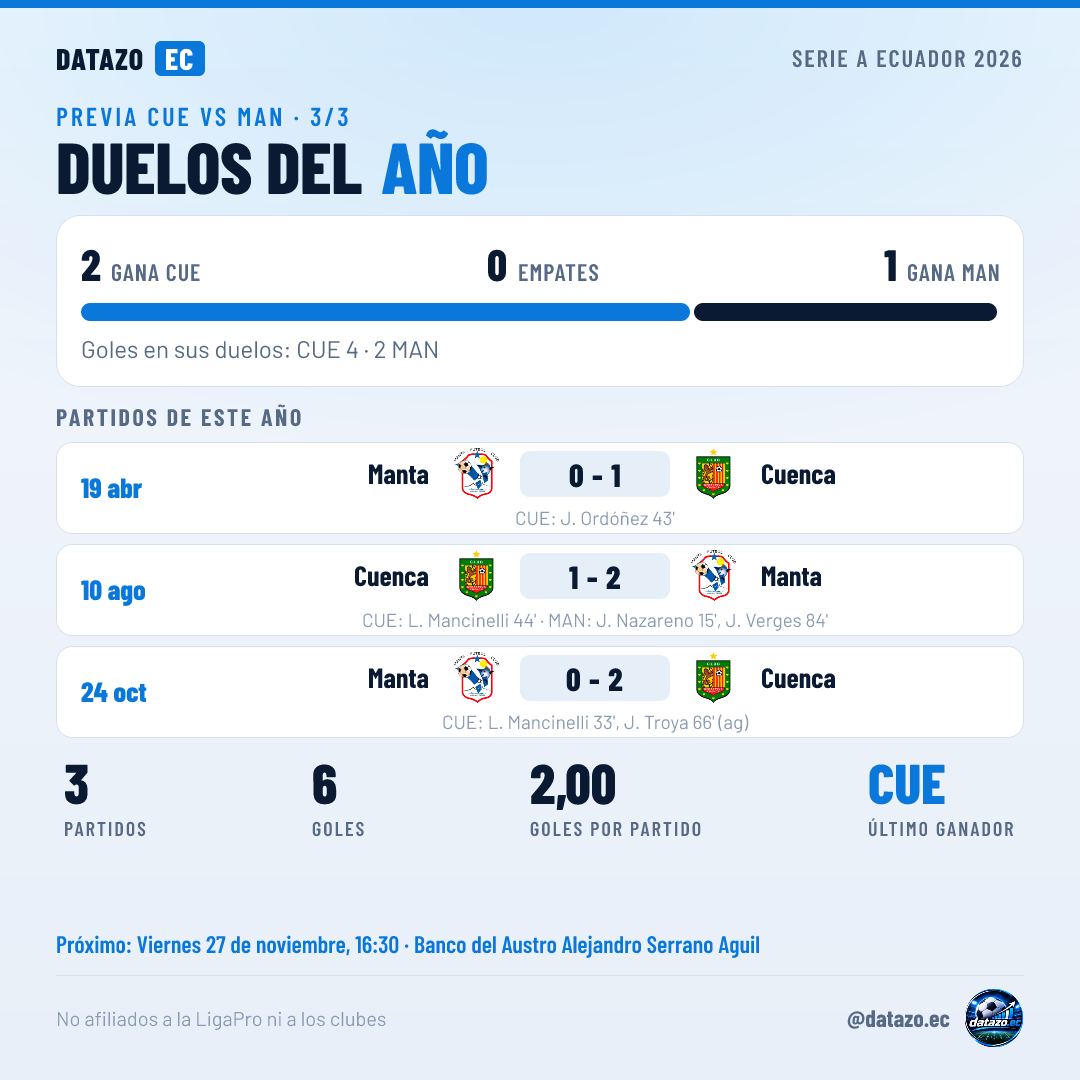 DATAZO EC
SERIE A ECUADOR 2026
PREVIA CUE VS MAN · 3/3
DUELOS DEL AÑO
2 GANA CUE
0 EMPATES
1 GANA MAN
Goles en sus duelos: CUE 4 · 2 MAN
PARTIDOS DE ESTE AÑO
19 abr
Manta 0 - 1 Cuenca
CUE: J. Ordóñez 43'
10 ago
Cuenca 1 - 2 Manta
CUE: L. Mancinelli 44' · MAN: J. Nazareno 15', J. Verges 84'
24 oct
Manta 0 - 2 Cuenca
CUE: L. Mancinelli 33', J. Troya 66' (ag)
3
PARTIDOS
6
GOLES
2,00
GOLES POR PARTIDO
CUE
ÚLTIMO GANADOR
Próximo: Viernes 27 de noviembre, 16:30 · Banco del Austro Alejandro Serrano Aguil
No afiliados a la LigaPro ni a los clubes
@datazo.ec
datazo.ec